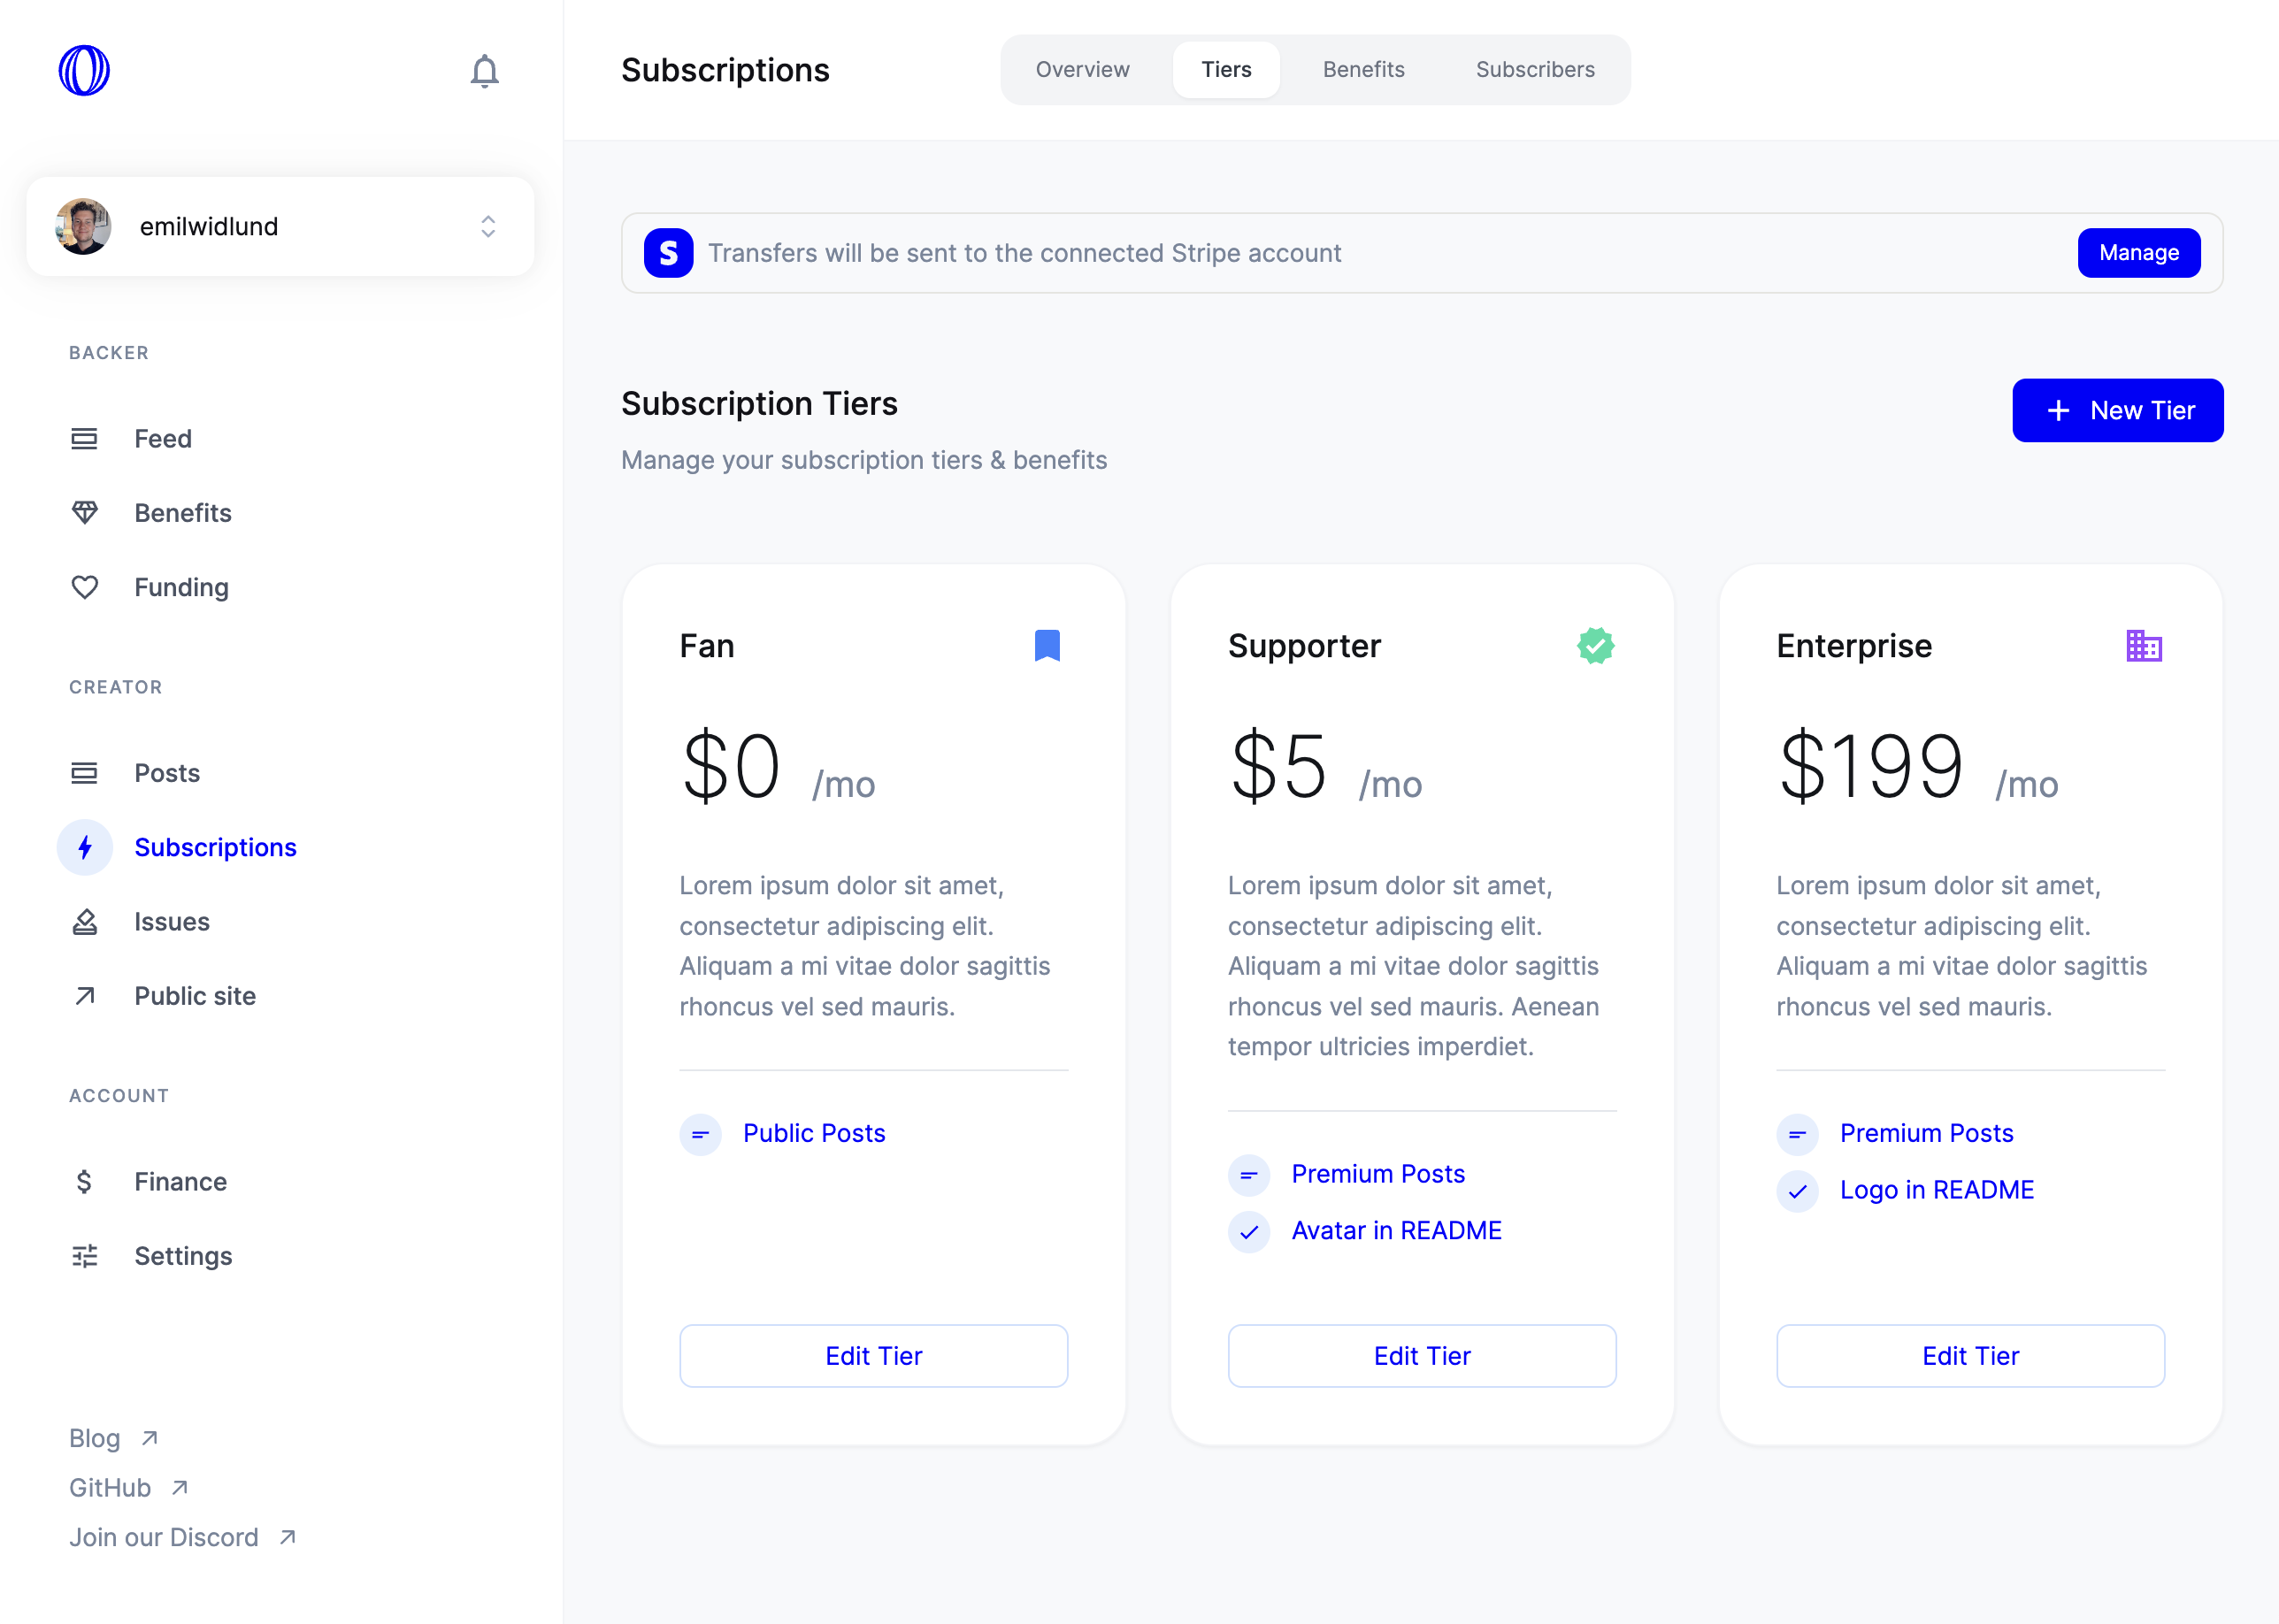 emilwidlund
BACKER
Feed
Benefits
Funding
CREATOR
Posts
Subscriptions
Issues
Public site
ACCOUNT
Finance
Settings
Blog
GitHub
Join our Discord
Subscriptions
Overview
Tiers
Benefits
Subscribers
S
Transfers will be sent to the connected Stripe account
Manage
Subscription Tiers
Manage your subscription tiers & benefits
New Tier
Fan
$0 /mo
Lorem ipsum dolor sit amet,
consectetur adipiscing elit.
Aliquam a mi vitae dolor sagittis
rhoncus vel sed mauris.
Public Posts
Edit Tier
Supporter
$5 /mo
Lorem ipsum dolor sit amet,
consectetur adipiscing elit.
Aliquam a mi vitae dolor sagittis
rhoncus vel sed mauris. Aenean
tempor ultricies imperdiet.
Premium Posts
Avatar in README
Edit Tier
Enterprise
$199 /mo
Lorem ipsum dolor sit amet,
consectetur adipiscing elit.
Aliquam a mi vitae dolor sagittis
rhoncus vel sed mauris.
Premium Posts
Logo in README
Edit Tier